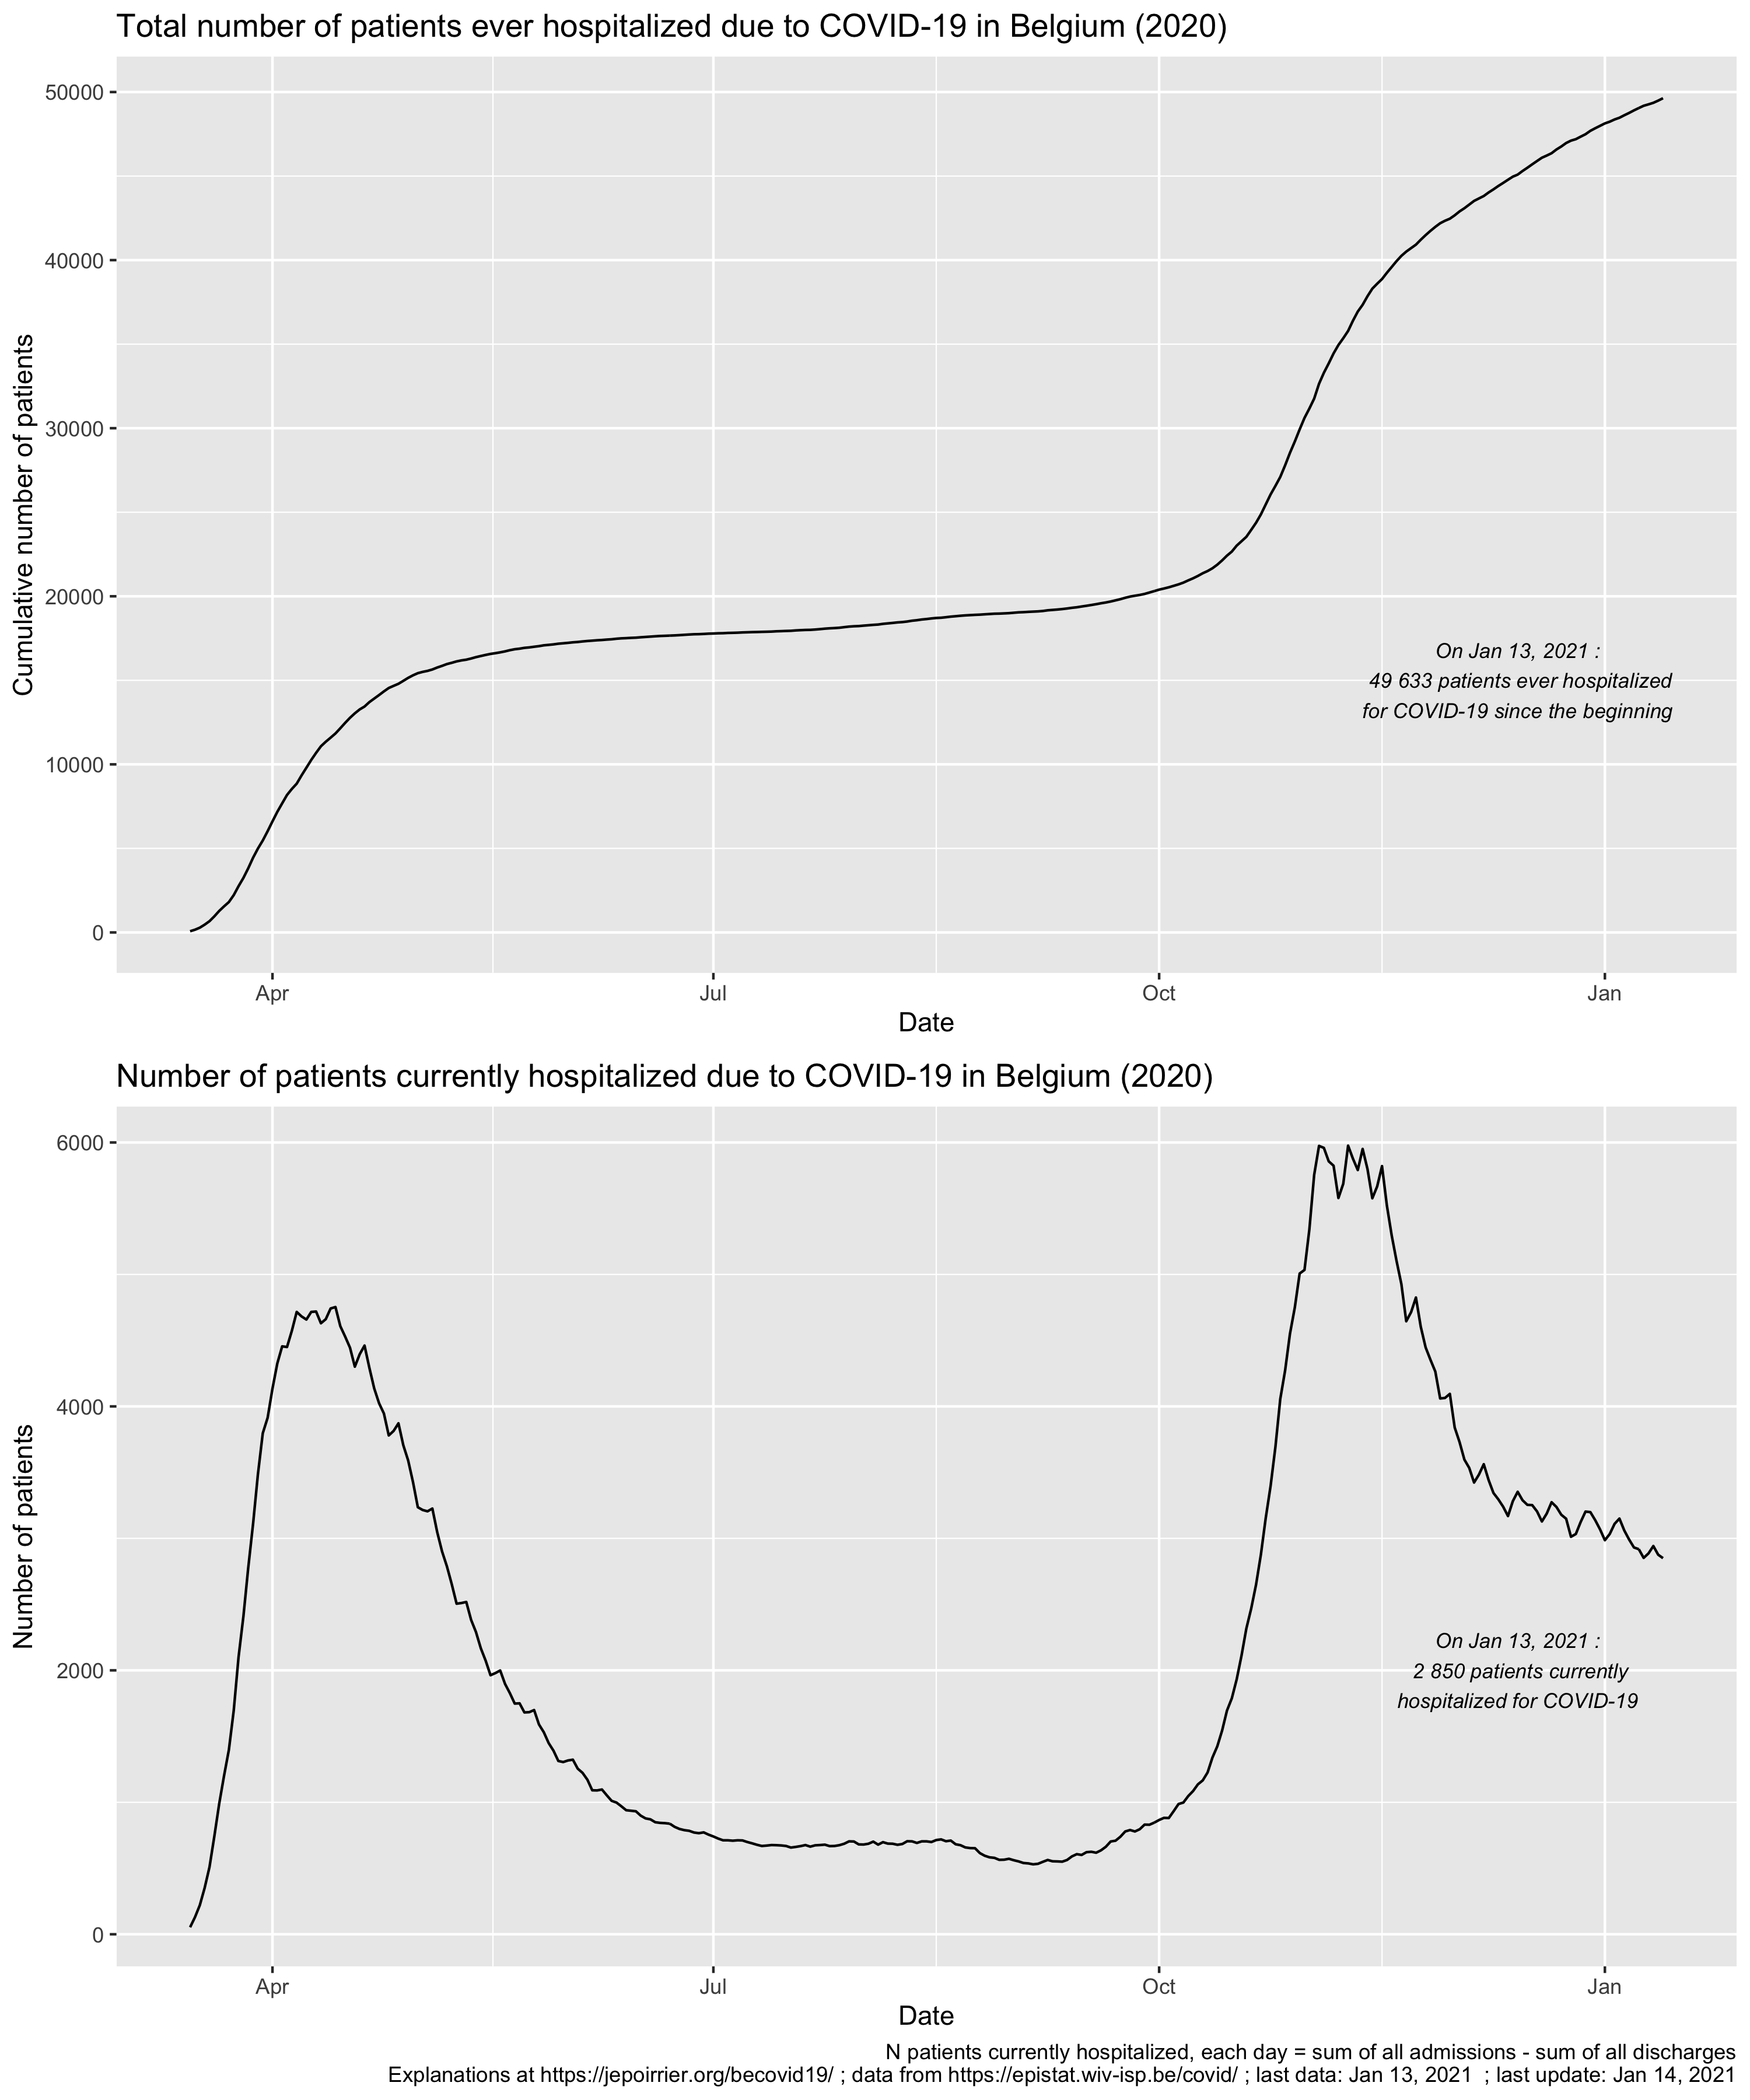 Total number of patients ever hospitalized due to COVID-19 in Belgium (2020)
Cumulative number of patients
50000
40000
30000
20000
10000
0
On Jan 13, 2021 :
49 633 patients ever hospitalized
for COVID-19 since the beginning
Apr
Jul
Oct
Jan
Date
Number of patients currently hospitalized due to COVID-19 in Belgium (2020)
Number of patients
6000
4000
2000
0
On Jan 13, 2021 :
2 850 patients currently
hospitalized for COVID-19
Apr
Jul
Oct
Jan
Date
N patients currently hospitalized, each day = sum of all admissions - sum of all discharges
Explanations at https://jepoirrier.org/becovid19/ ; data from https://epistat.wiv-isp.be/covid/ ; last data: Jan 13, 2021  ; last update: Jan 14, 2021